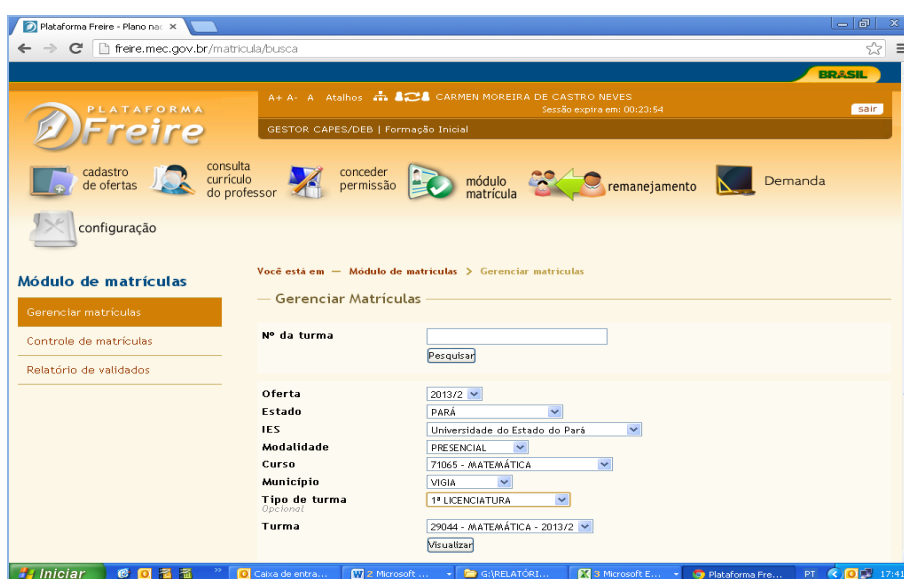 Plataforma Freire - Plano nac
freire.mec.gov.br/matricula/busca
BRASIL
A+ A- A Atalhos CARMEN MOREIRA DE CASTRO NEVES
Sessão expira em: 00:23:54
sair
PLATAFORMA
Freire
GESTOR CAPES/DEB | Formação Inicial
cadastro de ofertas
consulta currículo do professor
conceder permissão
módulo matrícula
remanejamento
Demanda
configuração
Módulo de matrículas
Gerenciar matrículas
Controle de matrículas
Relatório de validados
Você está em — Módulo de matrículas > Gerenciar matrículas
Gerenciar Matrículas
Nº da turma
Pesquisar
Oferta 2013/2
Estado PARÁ
IES Universidade do Estado do Pará
Modalidade PRESENCIAL
Curso 71065 - MATEMÁTICA
Município VIGIA
Tipo de turma 1ª LICENCIATURA
Opcional
Turma 29044 - MATEMÁTICA - 2013/2
Visualizar
Iniciar
Caixa de entra...
2 Microsoft ...
G:\RELATÓRI...
3 Microsoft E...
Plataforma Fre...
PT
17:41